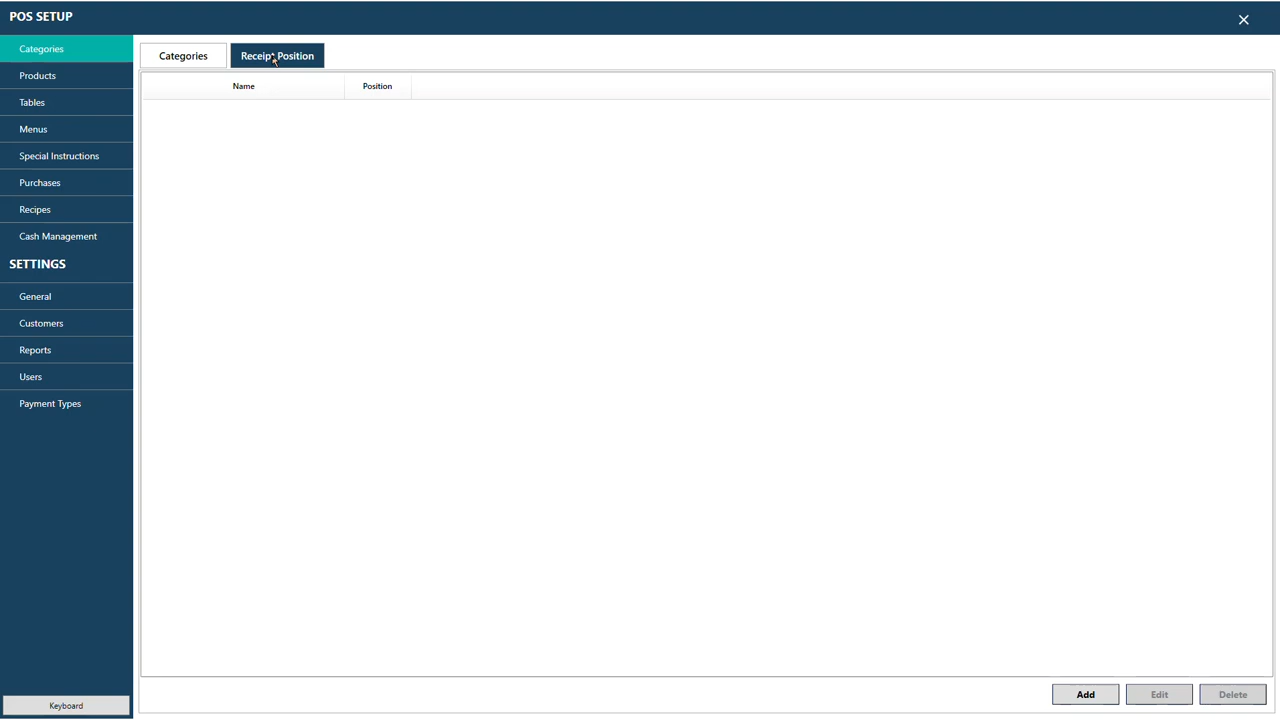 POS SETUP
Categories
Products
Tables
Menus
Special Instructions
Purchases
Recipes
Cash Management
SETTINGS
General
Customers
Reports
Users
Payment Types
Keyboard
Categories
Receipt Position
Name
Position
Add
Edit
Delete